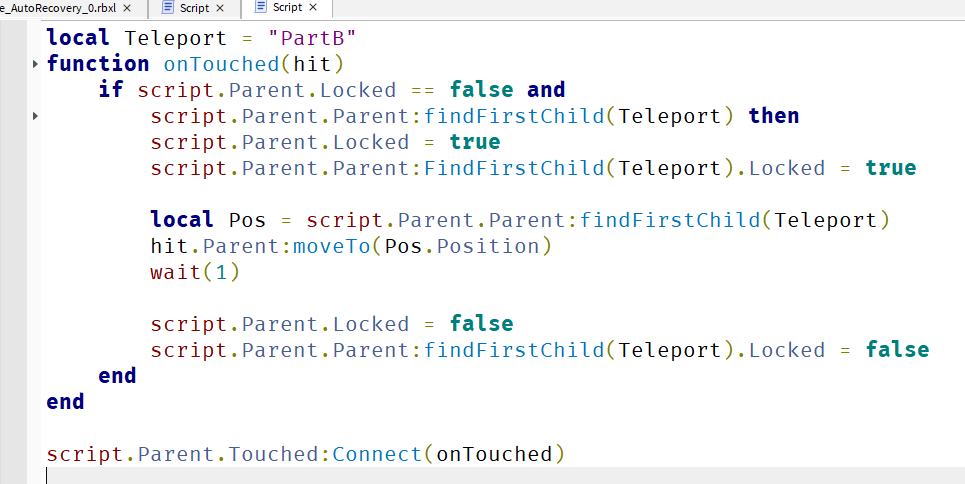 e_AutoRecovery_0.rbxl × Script × Script ×
local Teleport = "PartB"
function onTouched(hit)
    if script.Parent.Locked == false and
        script.Parent.Parent:findFirstChild(Teleport) then
        script.Parent.Locked = true
        script.Parent.Parent:FindFirstChild(Teleport).Locked = true

        local Pos = script.Parent.Parent:findFirstChild(Teleport)
        hit.Parent:moveTo(Pos.Position)
        wait(1)

        script.Parent.Locked = false
        script.Parent.Parent:findFirstChild(Teleport).Locked = false
    end
end

script.Parent.Touched:Connect(onTouched)